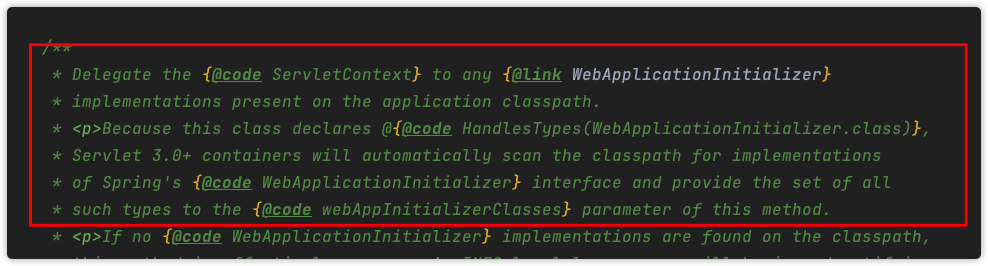 /**
* Delegate the {@code ServletContext} to any {@link WebApplicationInitializer}
* implementations present on the application classpath.
* <p>Because this class declares @{@code HandlesTypes(WebApplicationInitializer.class)},
* Servlet 3.0+ containers will automatically scan the classpath for implementations
* of Spring's {@code WebApplicationInitializer} interface and provide the set of all
* such types to the {@code webAppInitializerClasses} parameter of this method.
* <p>If no {@code WebApplicationInitializer} implementations are found on the classpath,